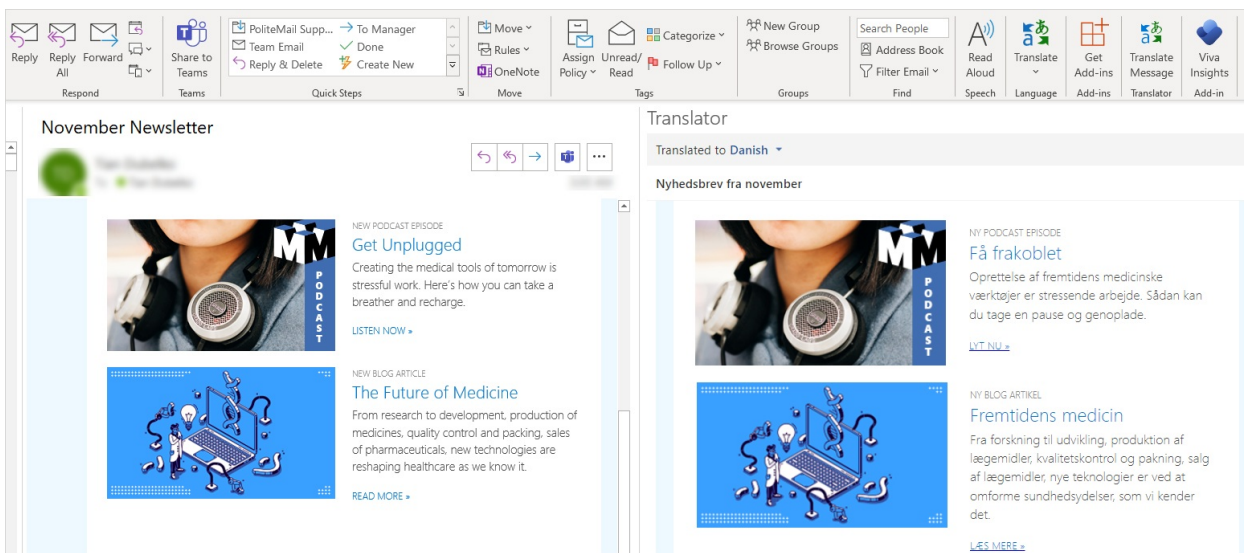 Reply
Reply All
Forward
Respond
Share to Teams
Teams
PoliteMail Supp...
To Manager
Team Email
Done
Reply & Delete
Create New
Quick Steps
Move
Rules
OneNote
Move
Assign Policy
Unread/ Read
Categorize
Follow Up
Tags
New Group
Browse Groups
Groups
Search People
Address Book
Filter Email
Find
Read Aloud
Speech
Translate
Language
Get Add-ins
Add-ins
Translate Message
Translator
Viva Insights
Add-in
November Newsletter
NEW PODCAST EPISODE
Get Unplugged
Creating the medical tools of tomorrow is
stressful work. Here's how you can take a
breather and recharge.
LISTEN NOW »
MM
PODCAST
NEW BLOG ARTICLE
The Future of Medicine
From research to development, production of
medicines, quality control and packing, sales
of pharmaceuticals, new technologies are
reshaping healthcare as we know it.
READ MORE »
Translator
Translated to Danish
Nyhedsbrev fra november
MM
PODCAST
NY PODCAST EPISODE
Få frakoblet
Oprettelse af fremtidens medicinske
værktøjer er stressende arbejde. Sådan kan
du tage en pause og genoplade.
LYT NU »
NY BLOG ARTIKEL
Fremtidens medicin
Fra forskning til udvikling, produktion af
lægemidler, kvalitetskontrol og pakning, salg
af lægemidler, nye teknologier er ved at
omforme sundhedsydelser, som vi kender
det.
LÆS MERE »